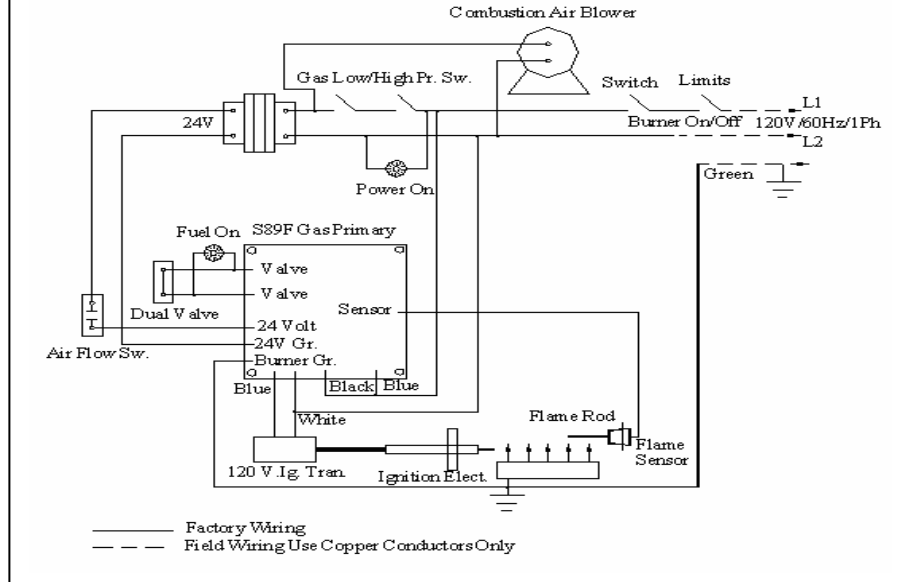 Combustion Air Blower
Gas Low/High Pr. Sw.
Switch
Limits
L1
24V
Burner On/Off
120V/60Hz/1Ph
L2
Power On
Green
Fuel On
S89F Gas Primary
Valve
Valve
Dual Valve
Sensor
24 Volt
24V Gr.
Air Flow Sw.
Burner Gr.
Blue
Black
Blue
White
Flame Rod
Flame
Sensor
120 V.Ig. Tran.
Ignition Elect.
Factory Wiring
Field Wiring Use Copper Conductors Only